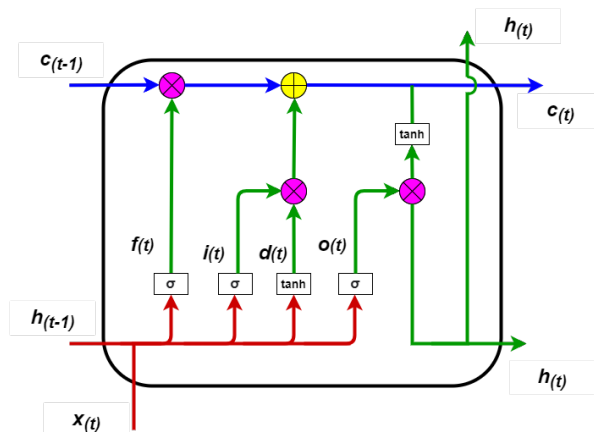 h(t)
c(t-1)
c(t)
tanh
f(t)
i(t)
d(t)
o(t)
σ
σ
tanh
σ
h(t-1)
h(t)
x(t)